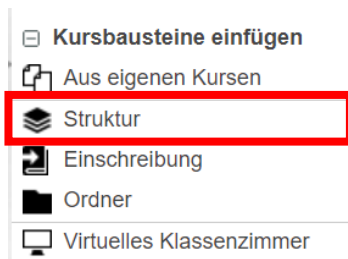 Kursbausteine einfügen
Aus eigenen Kursen
Struktur
Einschreibung
Ordner
Virtuelles Klassenzimmer